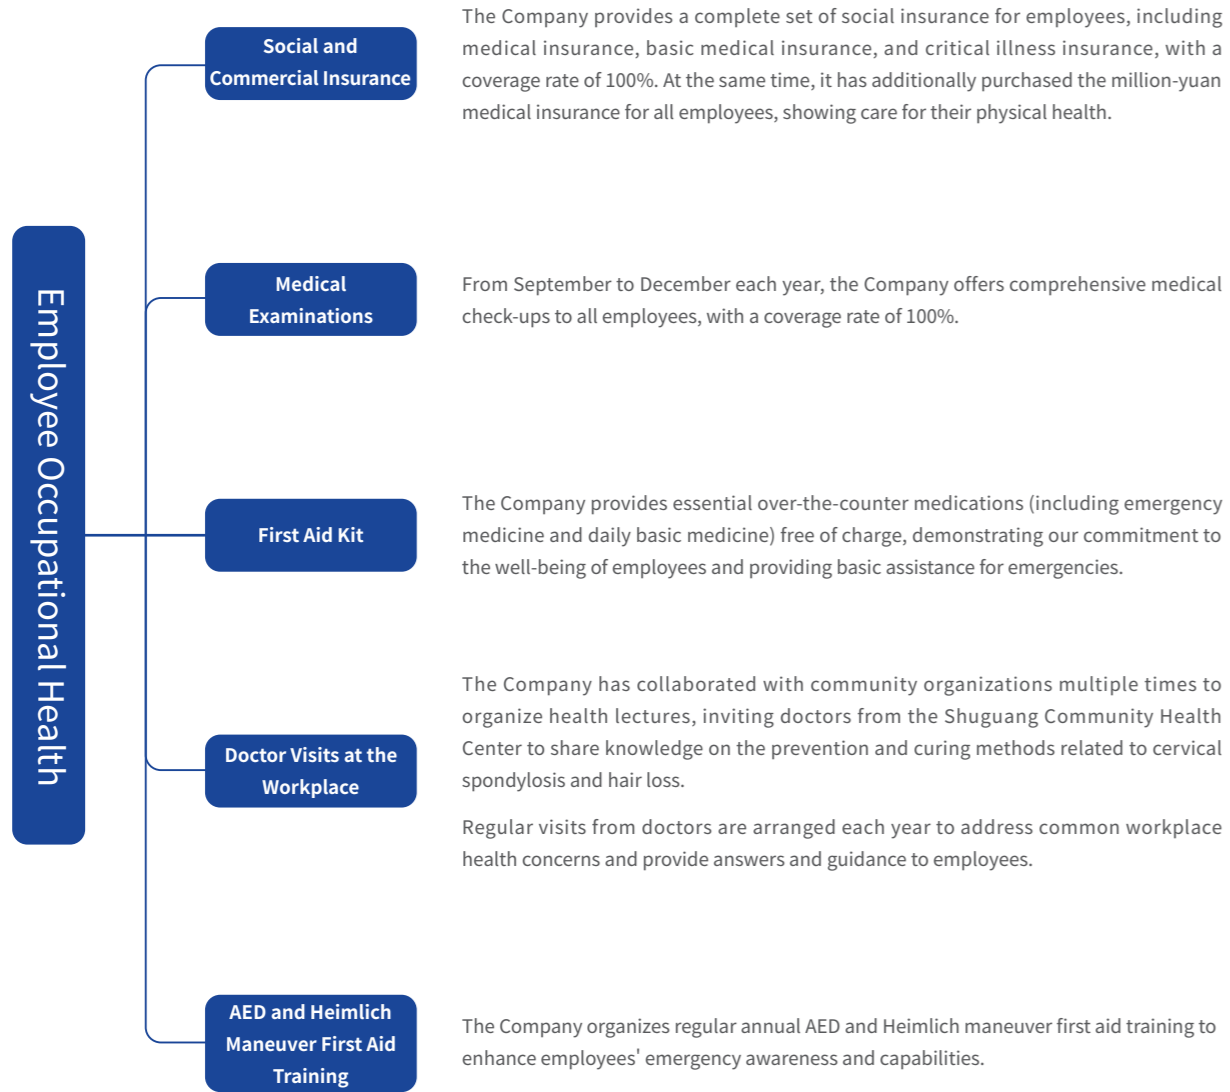 Employee Occupational Health
Social and
Commercial Insurance
The Company provides a complete set of social insurance for employees, including
medical insurance, basic medical insurance, and critical illness insurance, with a
coverage rate of 100%. At the same time, it has additionally purchased the million-yuan
medical insurance for all employees, showing care for their physical health.
Medical
Examinations
From September to December each year, the Company offers comprehensive medical
check-ups to all employees, with a coverage rate of 100%.
First Aid Kit
The Company provides essential over-the-counter medications (including emergency
medicine and daily basic medicine) free of charge, demonstrating our commitment to
the well-being of employees and providing basic assistance for emergencies.
Doctor Visits at the
Workplace
The Company has collaborated with community organizations multiple times to
organize health lectures, inviting doctors from the Shuguang Community Health
Center to share knowledge on the prevention and curing methods related to cervical
spondylosis and hair loss.
Regular visits from doctors are arranged each year to address common workplace
health concerns and provide answers and guidance to employees.
AED and Heimlich
Maneuver First Aid
Training
The Company organizes regular annual AED and Heimlich maneuver first aid training to
enhance employees' emergency awareness and capabilities.